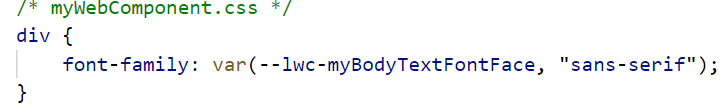 /* myWebComponent.css */
div {
    font-family: var(--lwc-myBodyTextFontFace, "sans-serif");
}